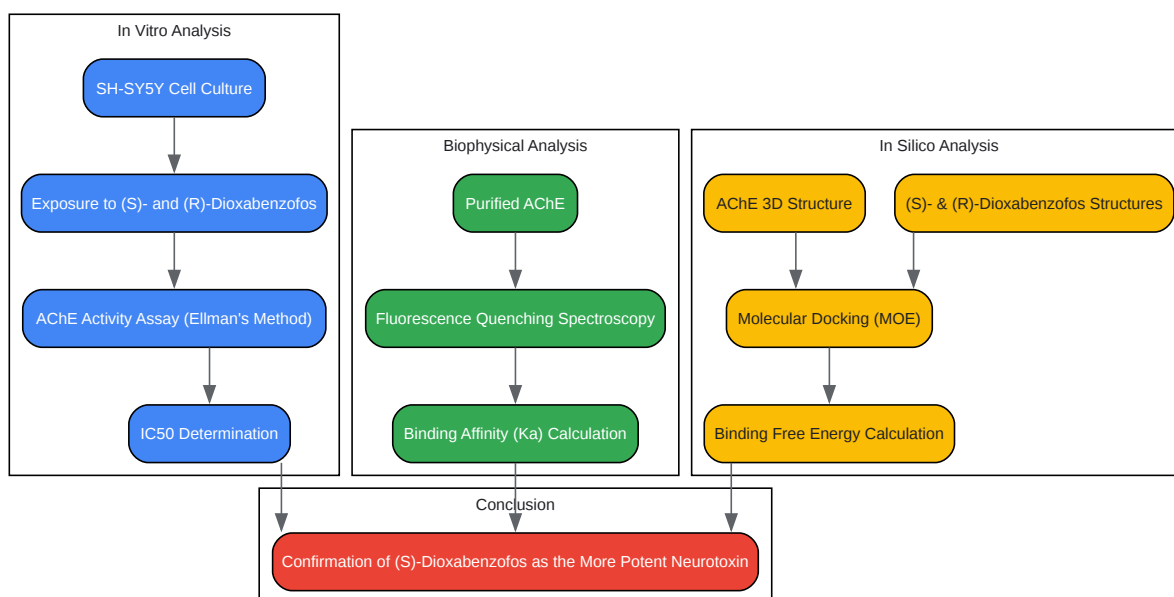 In Vitro Analysis
SH-SY5Y Cell Culture
Exposure to (S)- and (R)-Dioxabenzofos
AChE Activity Assay (Ellman's Method)
IC50 Determination
Biophysical Analysis
Purified AChE
Fluorescence Quenching Spectroscopy
Binding Affinity (Ka) Calculation
In Silico Analysis
AChE 3D Structure
(S)- & (R)-Dioxabenzofos Structures
Molecular Docking (MOE)
Binding Free Energy Calculation
Conclusion
Confirmation of (S)-Dioxabenzofos as the More Potent Neurotoxin